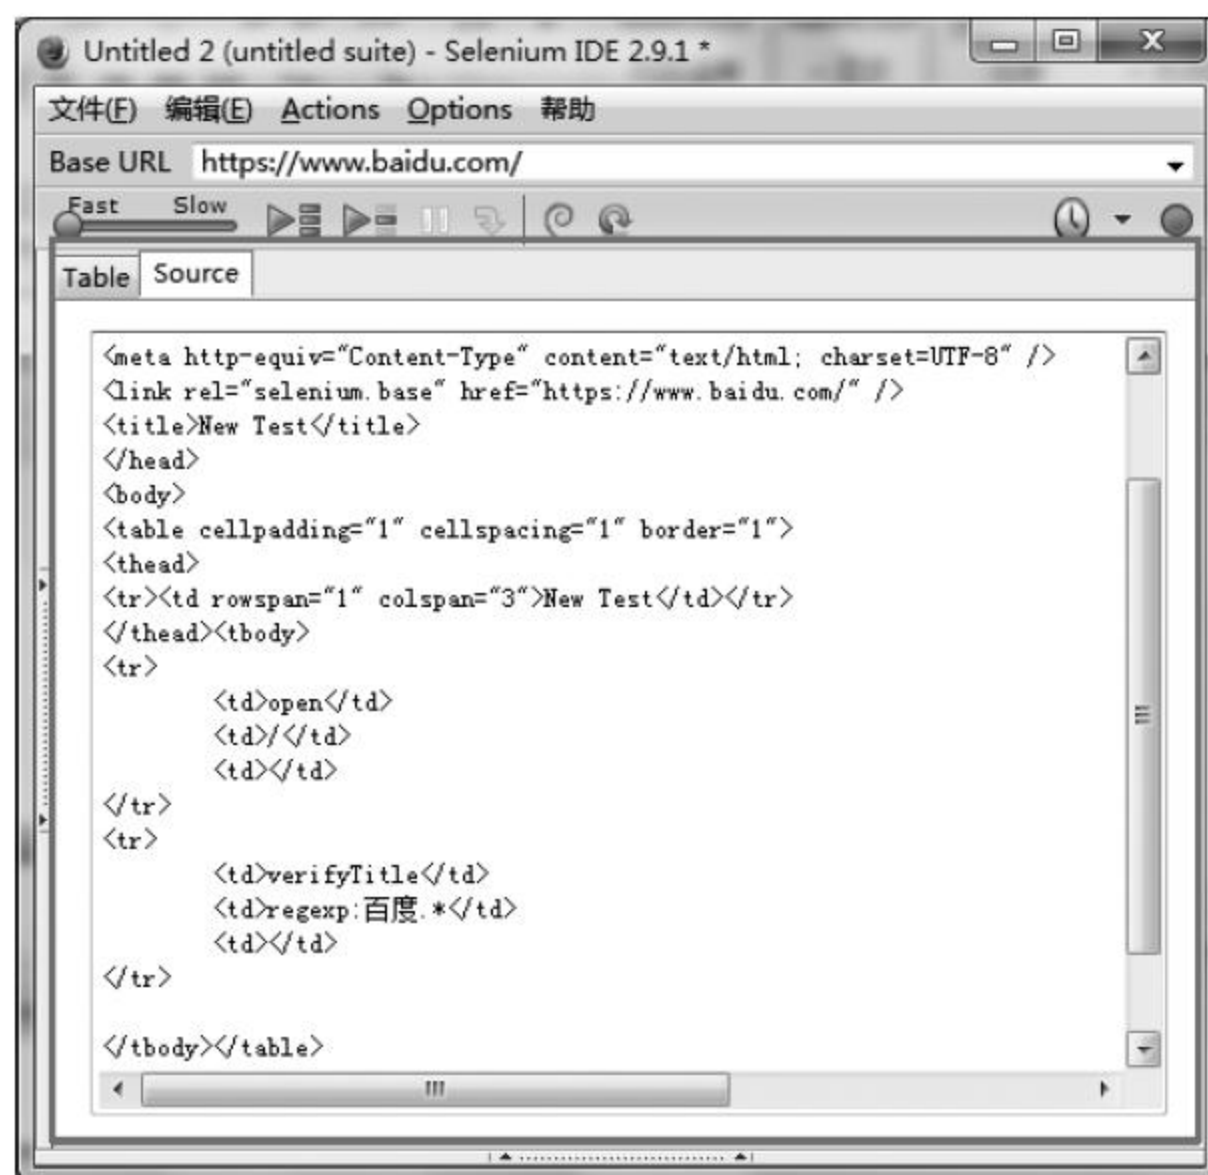 Untitled 2 (untitled suite) - Selenium IDE 2.9.1 *
文件(F) 编辑(E) Actions Options 帮助
Base URL https://www.baidu.com/
Fast Slow
Table Source
<meta http-equiv="Content-Type" content="text/html; charset=UTF-8" />
<link rel="selenium.base" href="https://www.baidu.com/" />
<title>New Test</title>
</head>
<body>
<table cellpadding="1" cellspacing="1" border="1">
<thead>
<tr><td rowspan="1" colspan="3">New Test</td></tr>
</thead><tbody>
<tr>
<td>open</td>
<td>/</td>
<td></td>
</tr>
<tr>
<td>verifyTitle</td>
<td>regexp:百度.*</td>
<td></td>
</tr>
</tbody></table>